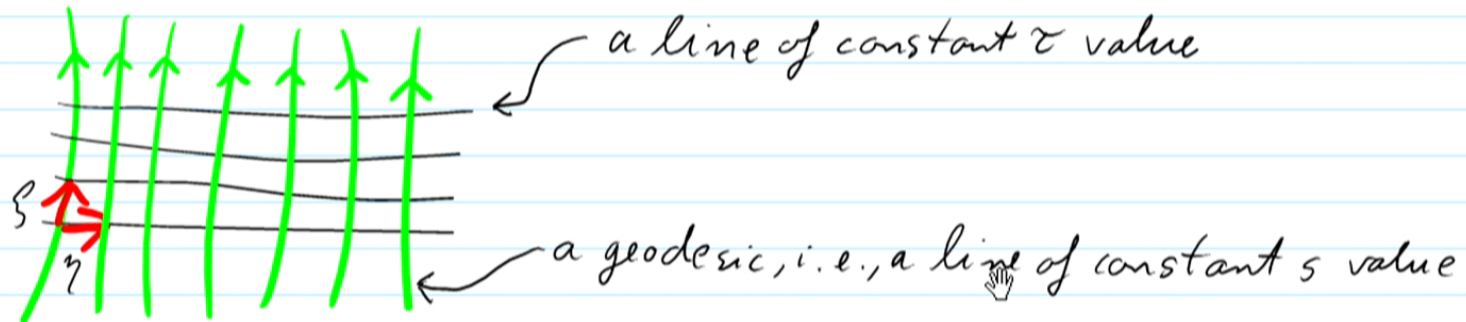 a line of constant τ value
ξ
a geodesic, i.e., a line of constant s value
η